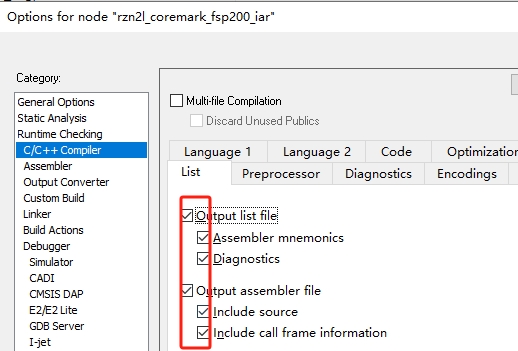 Options for node "rzn2l_coremark_fsp200_iar"
Category:
General Options
Static Analysis
Runtime Checking
C/C++ Compiler
Assembler
Output Converter
Custom Build
Linker
Build Actions
Debugger
Simulator
CADI
CMSIS DAP
E2/E2 Lite
GDB Server
I-jet
Multi-file Compilation
Discard Unused Publics
Language 1 Language 2 Code Optimization
List Preprocessor Diagnostics Encodings
Output list file
Assembler mnemonics
Diagnostics
Output assembler file
Include source
Include call frame information